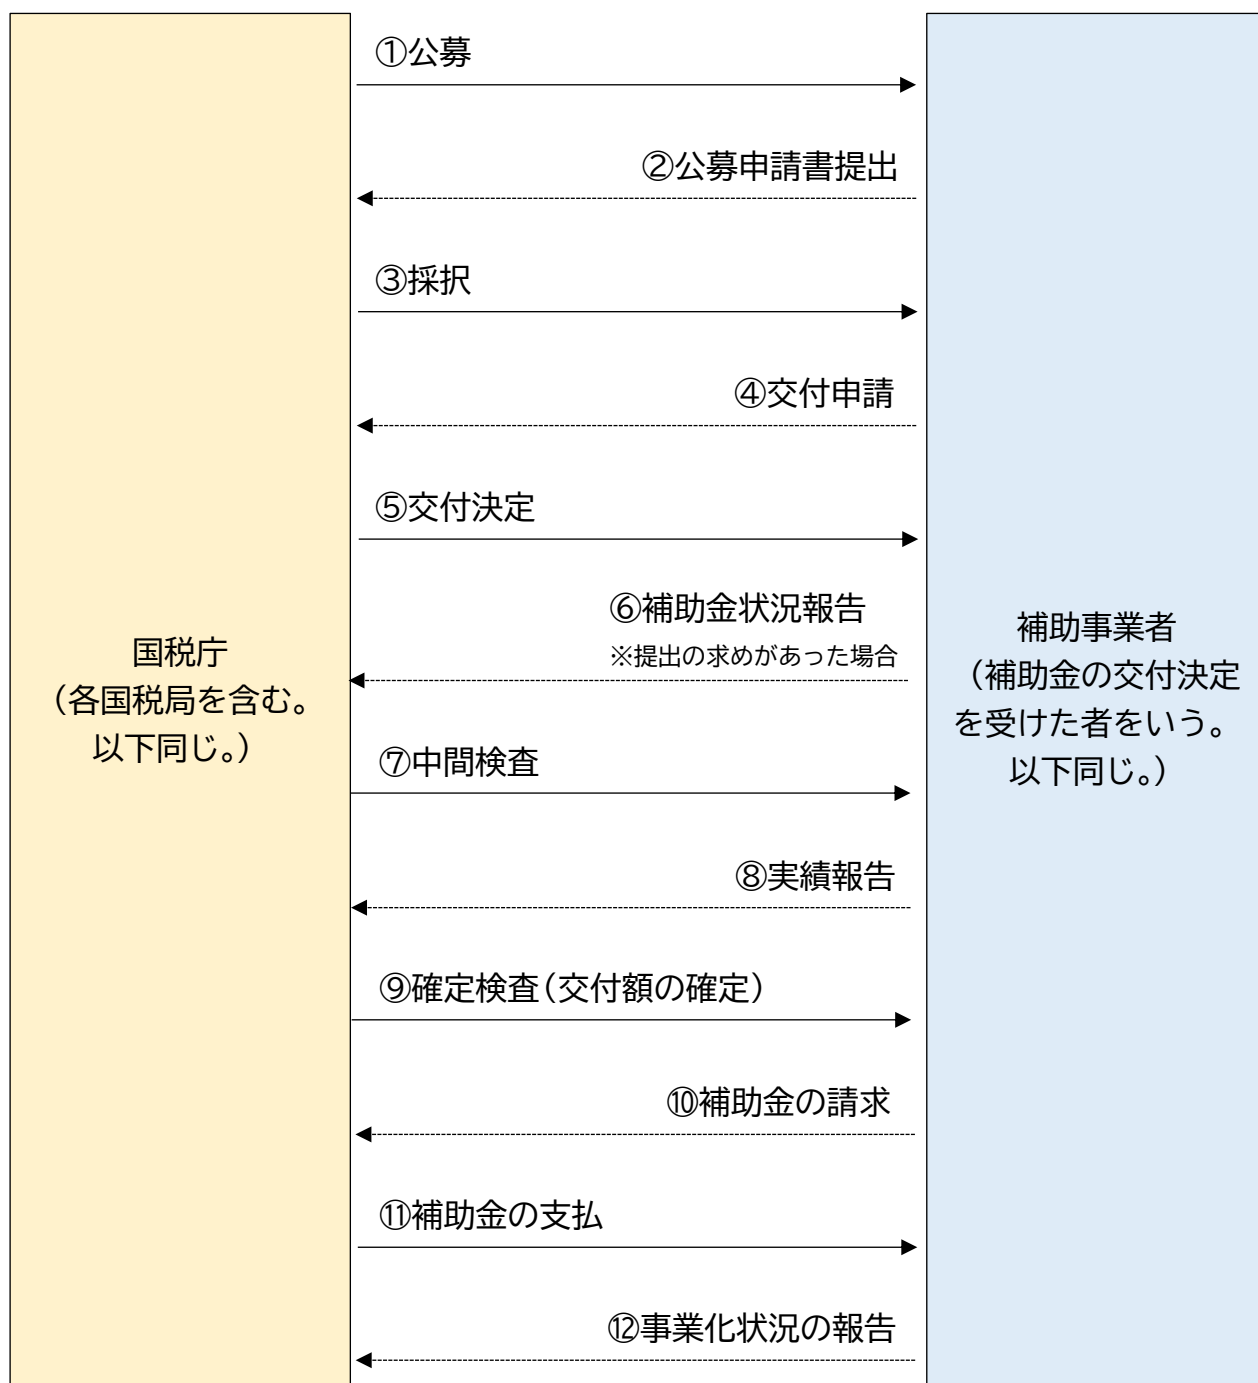 ①公募
②公募申請書提出
③採択
④交付申請
⑤交付決定
⑥補助金状況報告
※提出の求めがあった場合
国税庁
（各国税局を含む。
以下同じ。）
補助事業者
（補助金の交付決定
を受けた者をいう。
以下同じ。）
⑦中間検査
⑧実績報告
⑨確定検査（交付額の確定）
⑩補助金の請求
⑪補助金の支払
⑫事業化状況の報告